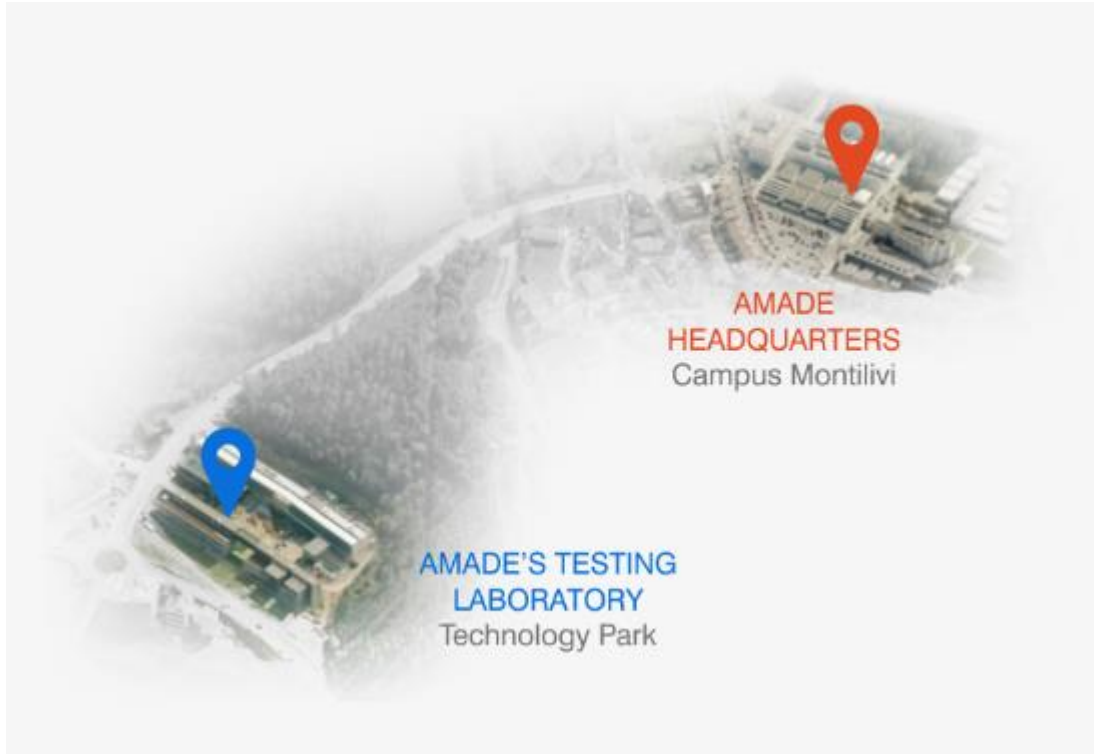 AMADE
HEADQUARTERS
Campus Montilivi
AMADE'S TESTING
LABORATORY
Technology Park